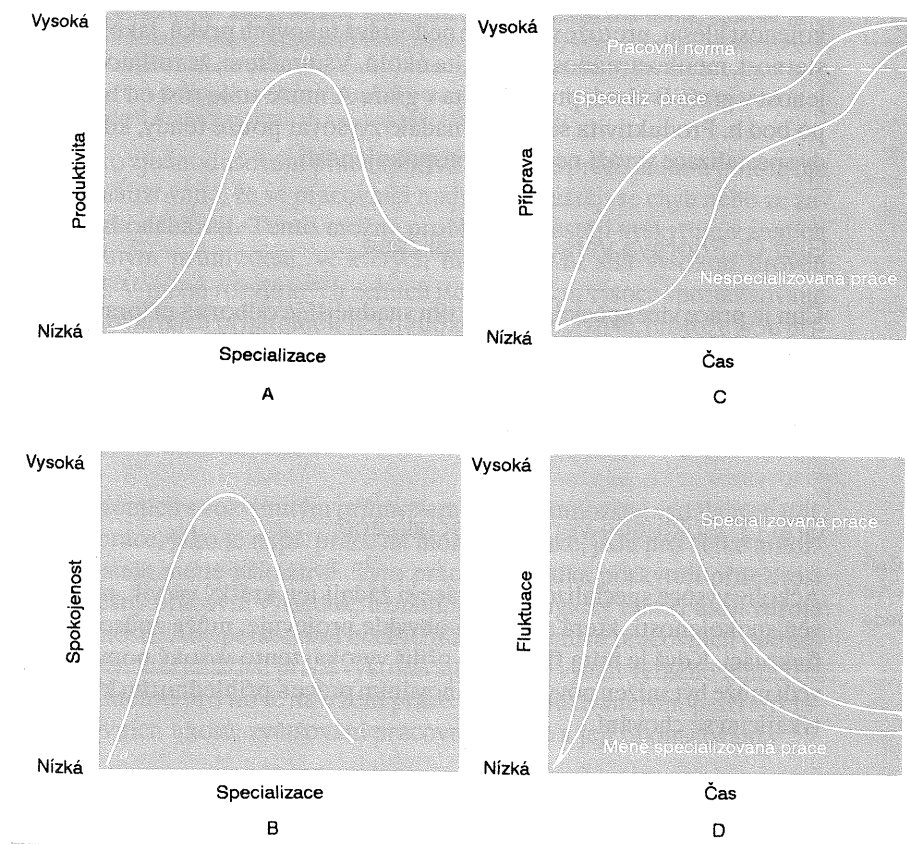 Vysoká
Produktivita
Nízká
Specializace
A
Vysoká
Pracovní norma
Specializ. práce
Příprava
Nespecializovaná práce
Nízká
Čas
C
Vysoká
Spokojenost
Nízká
Specializace
B
Vysoká
Specializovaná práce
Fluktuace
Méně specializovaná práce
Nízká
Čas
D